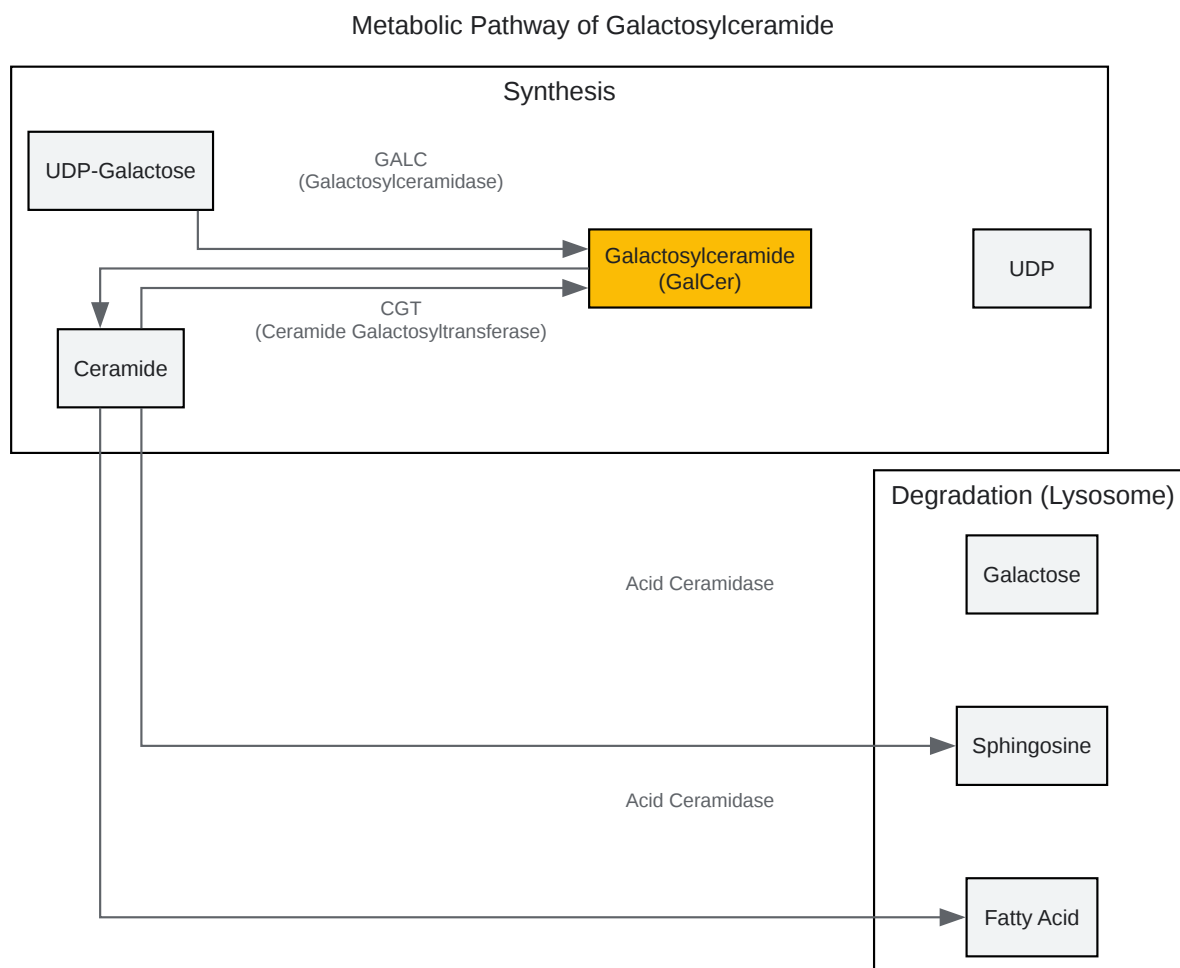 Metabolic Pathway of Galactosylceramide
Synthesis
UDP-Galactose
GALC
(Galactosylceramidase)
Galactosylceramide
(GalCer)
UDP
CGT
(Ceramide Galactosyltransferase)
Ceramide
Degradation (Lysosome)
Galactose
Acid Ceramidase
Sphingosine
Acid Ceramidase
Fatty Acid